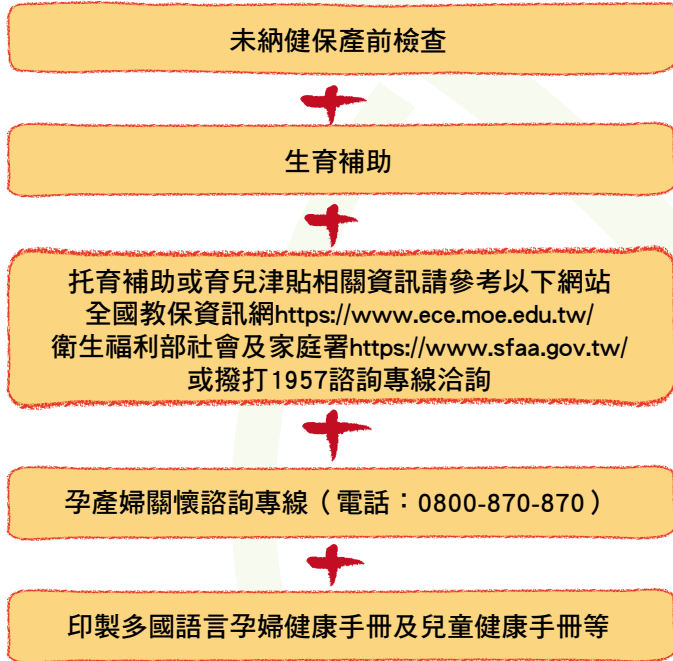 未納健保產前檢查
生育補助
托育補助或育兒津貼相關資訊請參考以下網站
全國教保資訊網https://www.ece.moe.edu.tw/
衛生福利部社會及家庭署https://www.sfaa.gov.tw/
或撥打1957諮詢專線洽詢
孕產婦關懷諮詢專線（電話：0800-870-870）
印製多國語言孕婦健康手冊及兒童健康手冊等